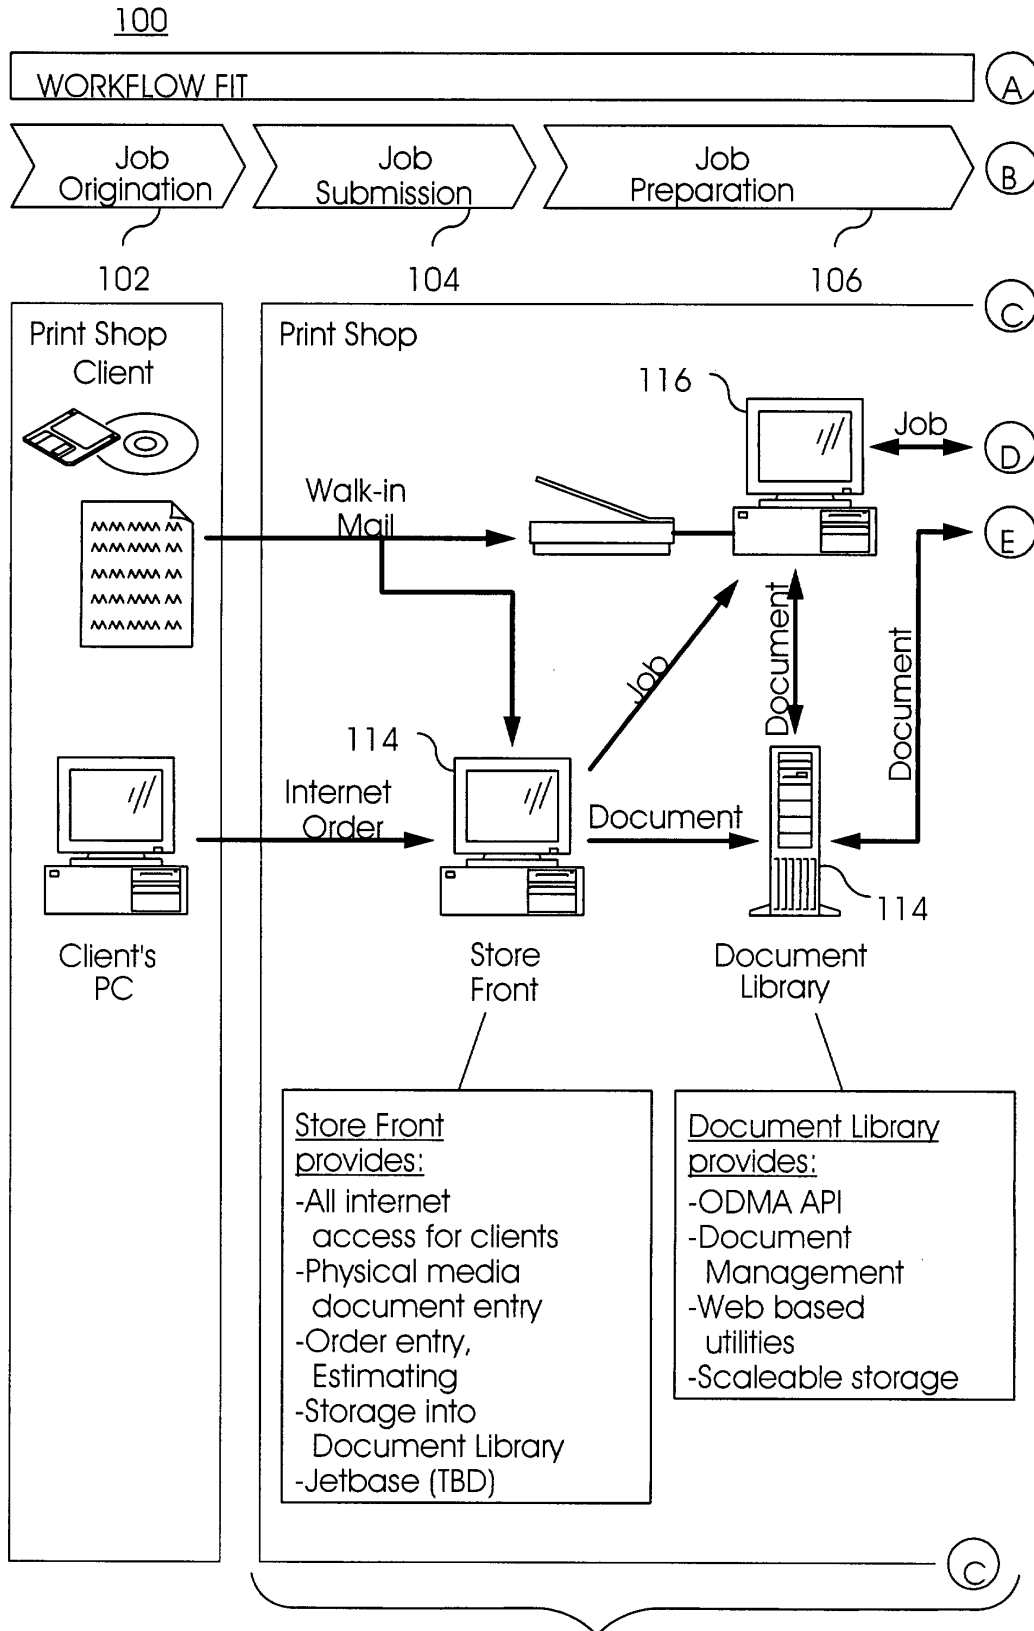 100
WORKFLOW FIT
A
Job
Origination
Job
Submission
Job
Preparation
B
102
104
106
C
Print Shop
Client
Print Shop
116
Job
D
Walk-in
Mail
E
Job
Document
Document
114
Internet
Order
Document
114
Client's
PC
Store
Front
Document
Library
Store Front
provides:
-All internet
access for clients
-Physical media
document entry
-Order entry,
Estimating
-Storage into
Document Library
-Jetbase (TBD)
Document Library
provides:
-ODMA API
-Document
Management
-Web based
utilities
-Scaleable storage
C